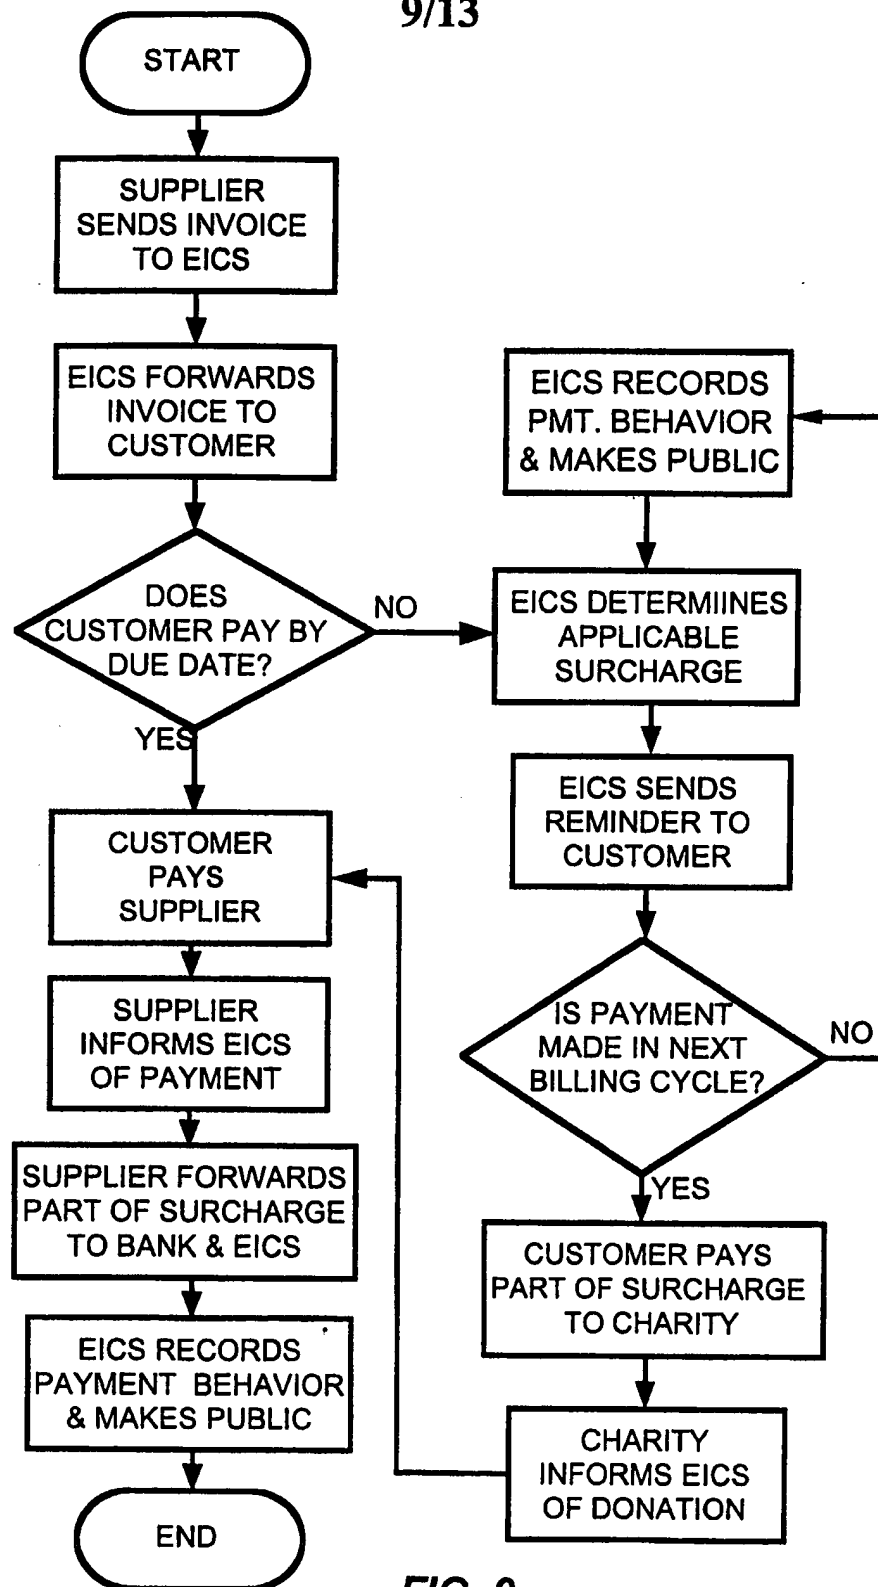 9/13
START
SUPPLIER
SENDS INVOICE
TO EICS
EICS FORWARDS
INVOICE TO
CUSTOMER
DOES
CUSTOMER PAY BY
DUE DATE?
NO
YES
CUSTOMER
PAYS
SUPPLIER
SUPPLIER
INFORMS EICS
OF PAYMENT
SUPPLIER FORWARDS
PART OF SURCHARGE
TO BANK & EICS
EICS RECORDS
PAYMENT BEHAVIOR
& MAKES PUBLIC
END
EICS RECORDS
PMT. BEHAVIOR
& MAKES PUBLIC
EICS DETERMIINES
APPLICABLE
SURCHARGE
EICS SENDS
REMINDER TO
CUSTOMER
IS PAYMENT
MADE IN NEXT
BILLING CYCLE?
NO
YES
CUSTOMER PAYS
PART OF SURCHARGE
TO CHARITY
CHARITY
INFORMS EICS
OF DONATION